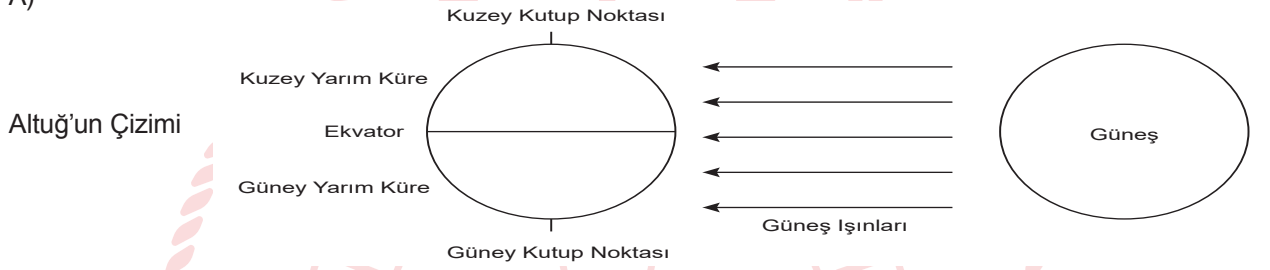 A)
Kuzey Kutup Noktası
Kuzey Yarım Küre
Altuğ'un Çizimi
Ekvator
Güneş
Güney Yarım Küre
Güneş Işınları
Güney Kutup Noktası